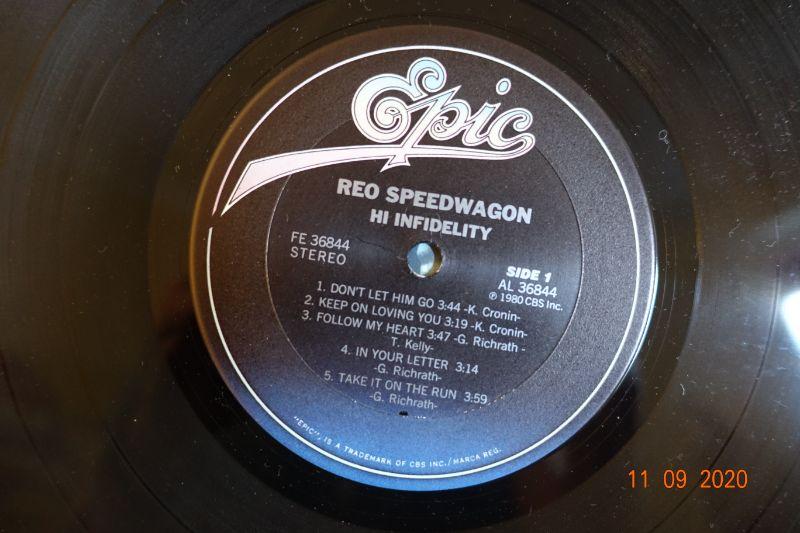 Epic
REO SPEEDWAGON
HI INFIDELITY
FE 36844
STEREO
SIDE 1
AL 36844
℗ 1980 CBS Inc.
1. DON'T LET HIM GO 3:44 -K. Cronin-
2. KEEP ON LOVING YOU 3:19 -K. Cronin-
3. FOLLOW MY HEART 3:47 -G. Richrath -
T. Kelly-
4. IN YOUR LETTER 3:14
-G. Richrath-
5. TAKE IT ON THE RUN 3:59
-G. Richrath-
"EPIC", IS A TRADEMARK OF CBS INC./MARCA REG.
11 09 2020